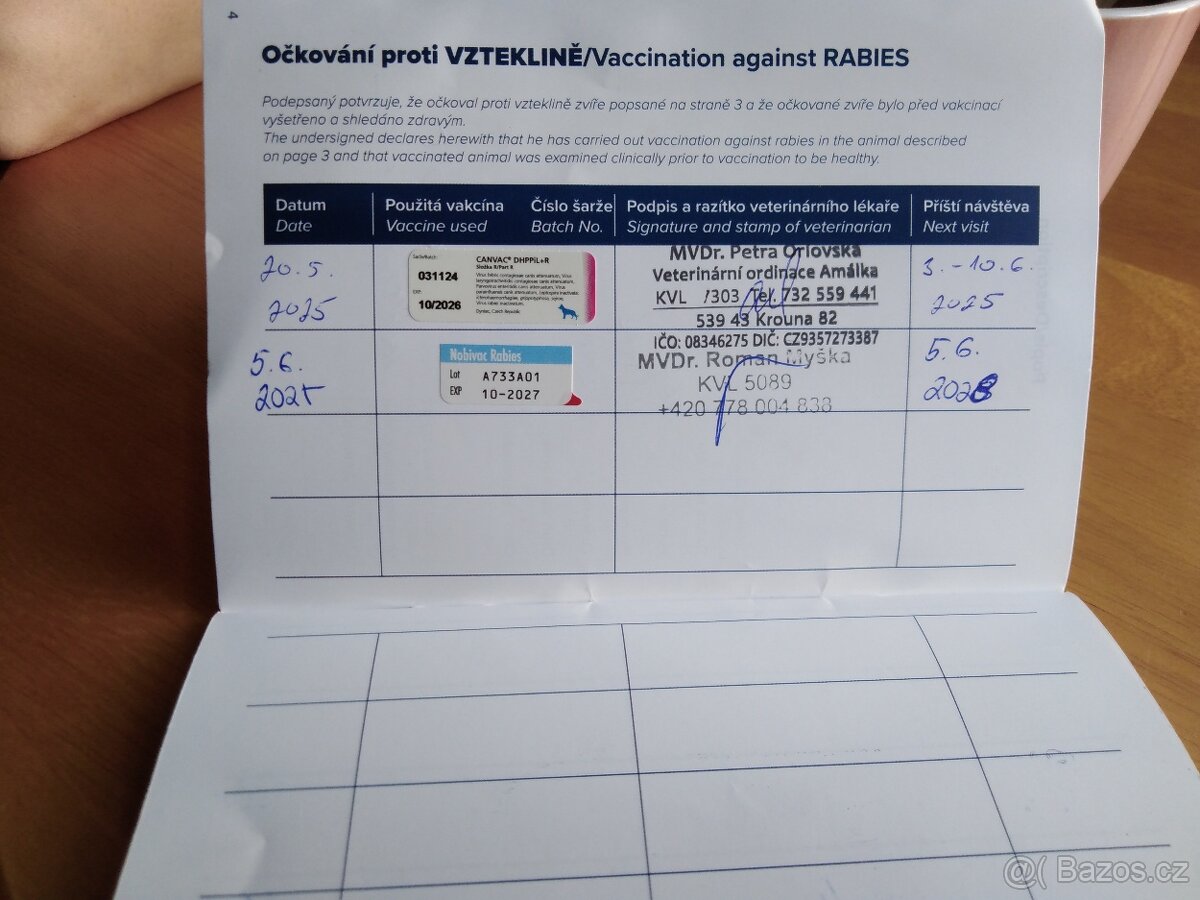 4
Očkování proti VZTEKLINĚ/Vaccination against RABIES
Podepsaný potvrzuje, že očkoval proti vzteklině zvíře popsané na straně 3 a že očkované zvíře bylo před vakcinací
vyšetřeno a shledáno zdravým.
The undersigned declares herewith that he has carried out vaccination against rabies in the animal described
on page 3 and that vaccinated animal was examined clinically prior to vaccination to be healthy.
Datum Použitá vakcína Číslo šarže Podpis a razítko veterinárního lékaře Příští návštěva
Date Vaccine used Batch No. Signature and stamp of veterinarian Next visit
20.5.
2025
031124
10/2026
CANVAC® DHPPiL+R
Složka R/Part R
Dyntec, Czech Republic
MVDr. Petra Orlovská
Veterinární ordinace Amálka
KVL 7303 Tel. 732 559 441
539 43 Krouna 82
IČO: 08346275 DIČ: CZ9357273387
3.-10.6.
2025
5.6.
2025
Nobivac Rabies
Lot A733A01
EXP 10-2027
MVDr. Roman Myška
KVL 5089
+420 778 004 838
5.6.
2028
@( Bazos.cz